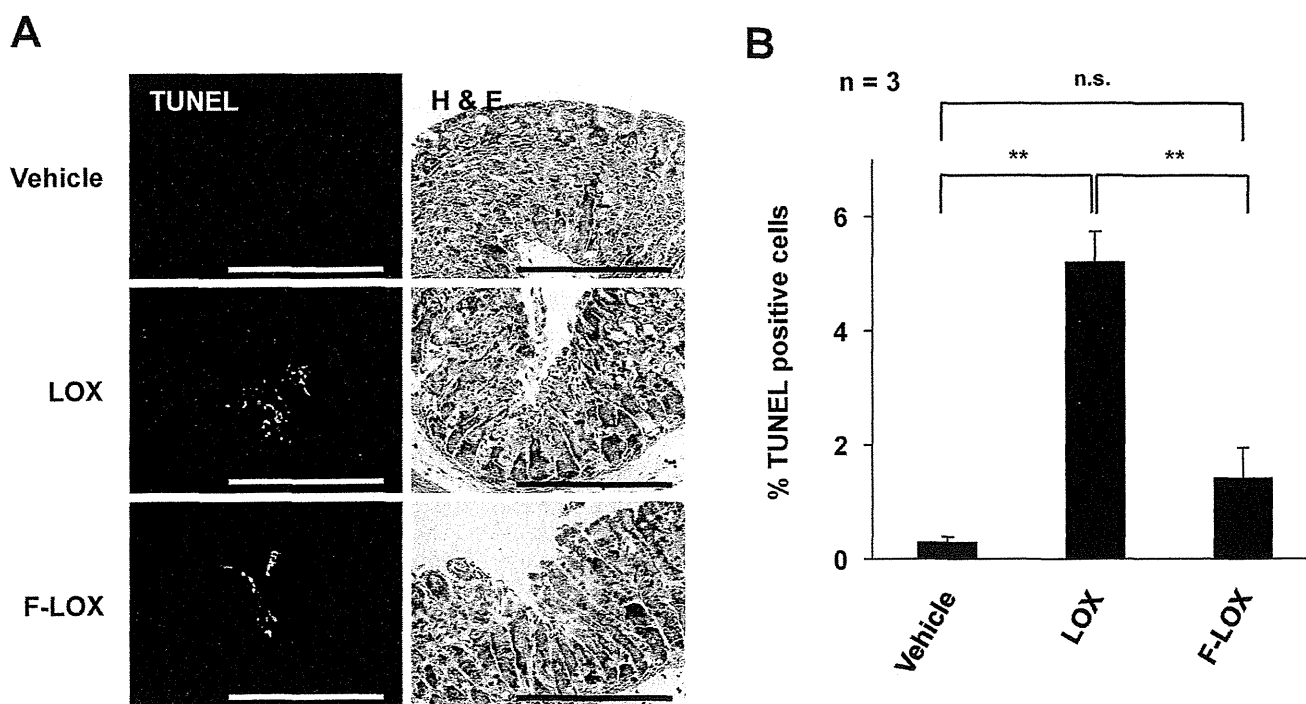 A
TUNEL
H & E
Vehicle
LOX
F-LOX
B
n = 3
n.s.
**
**
% TUNEL positive cells
6
4
2
0
Vehicle
LOX
F-LOX